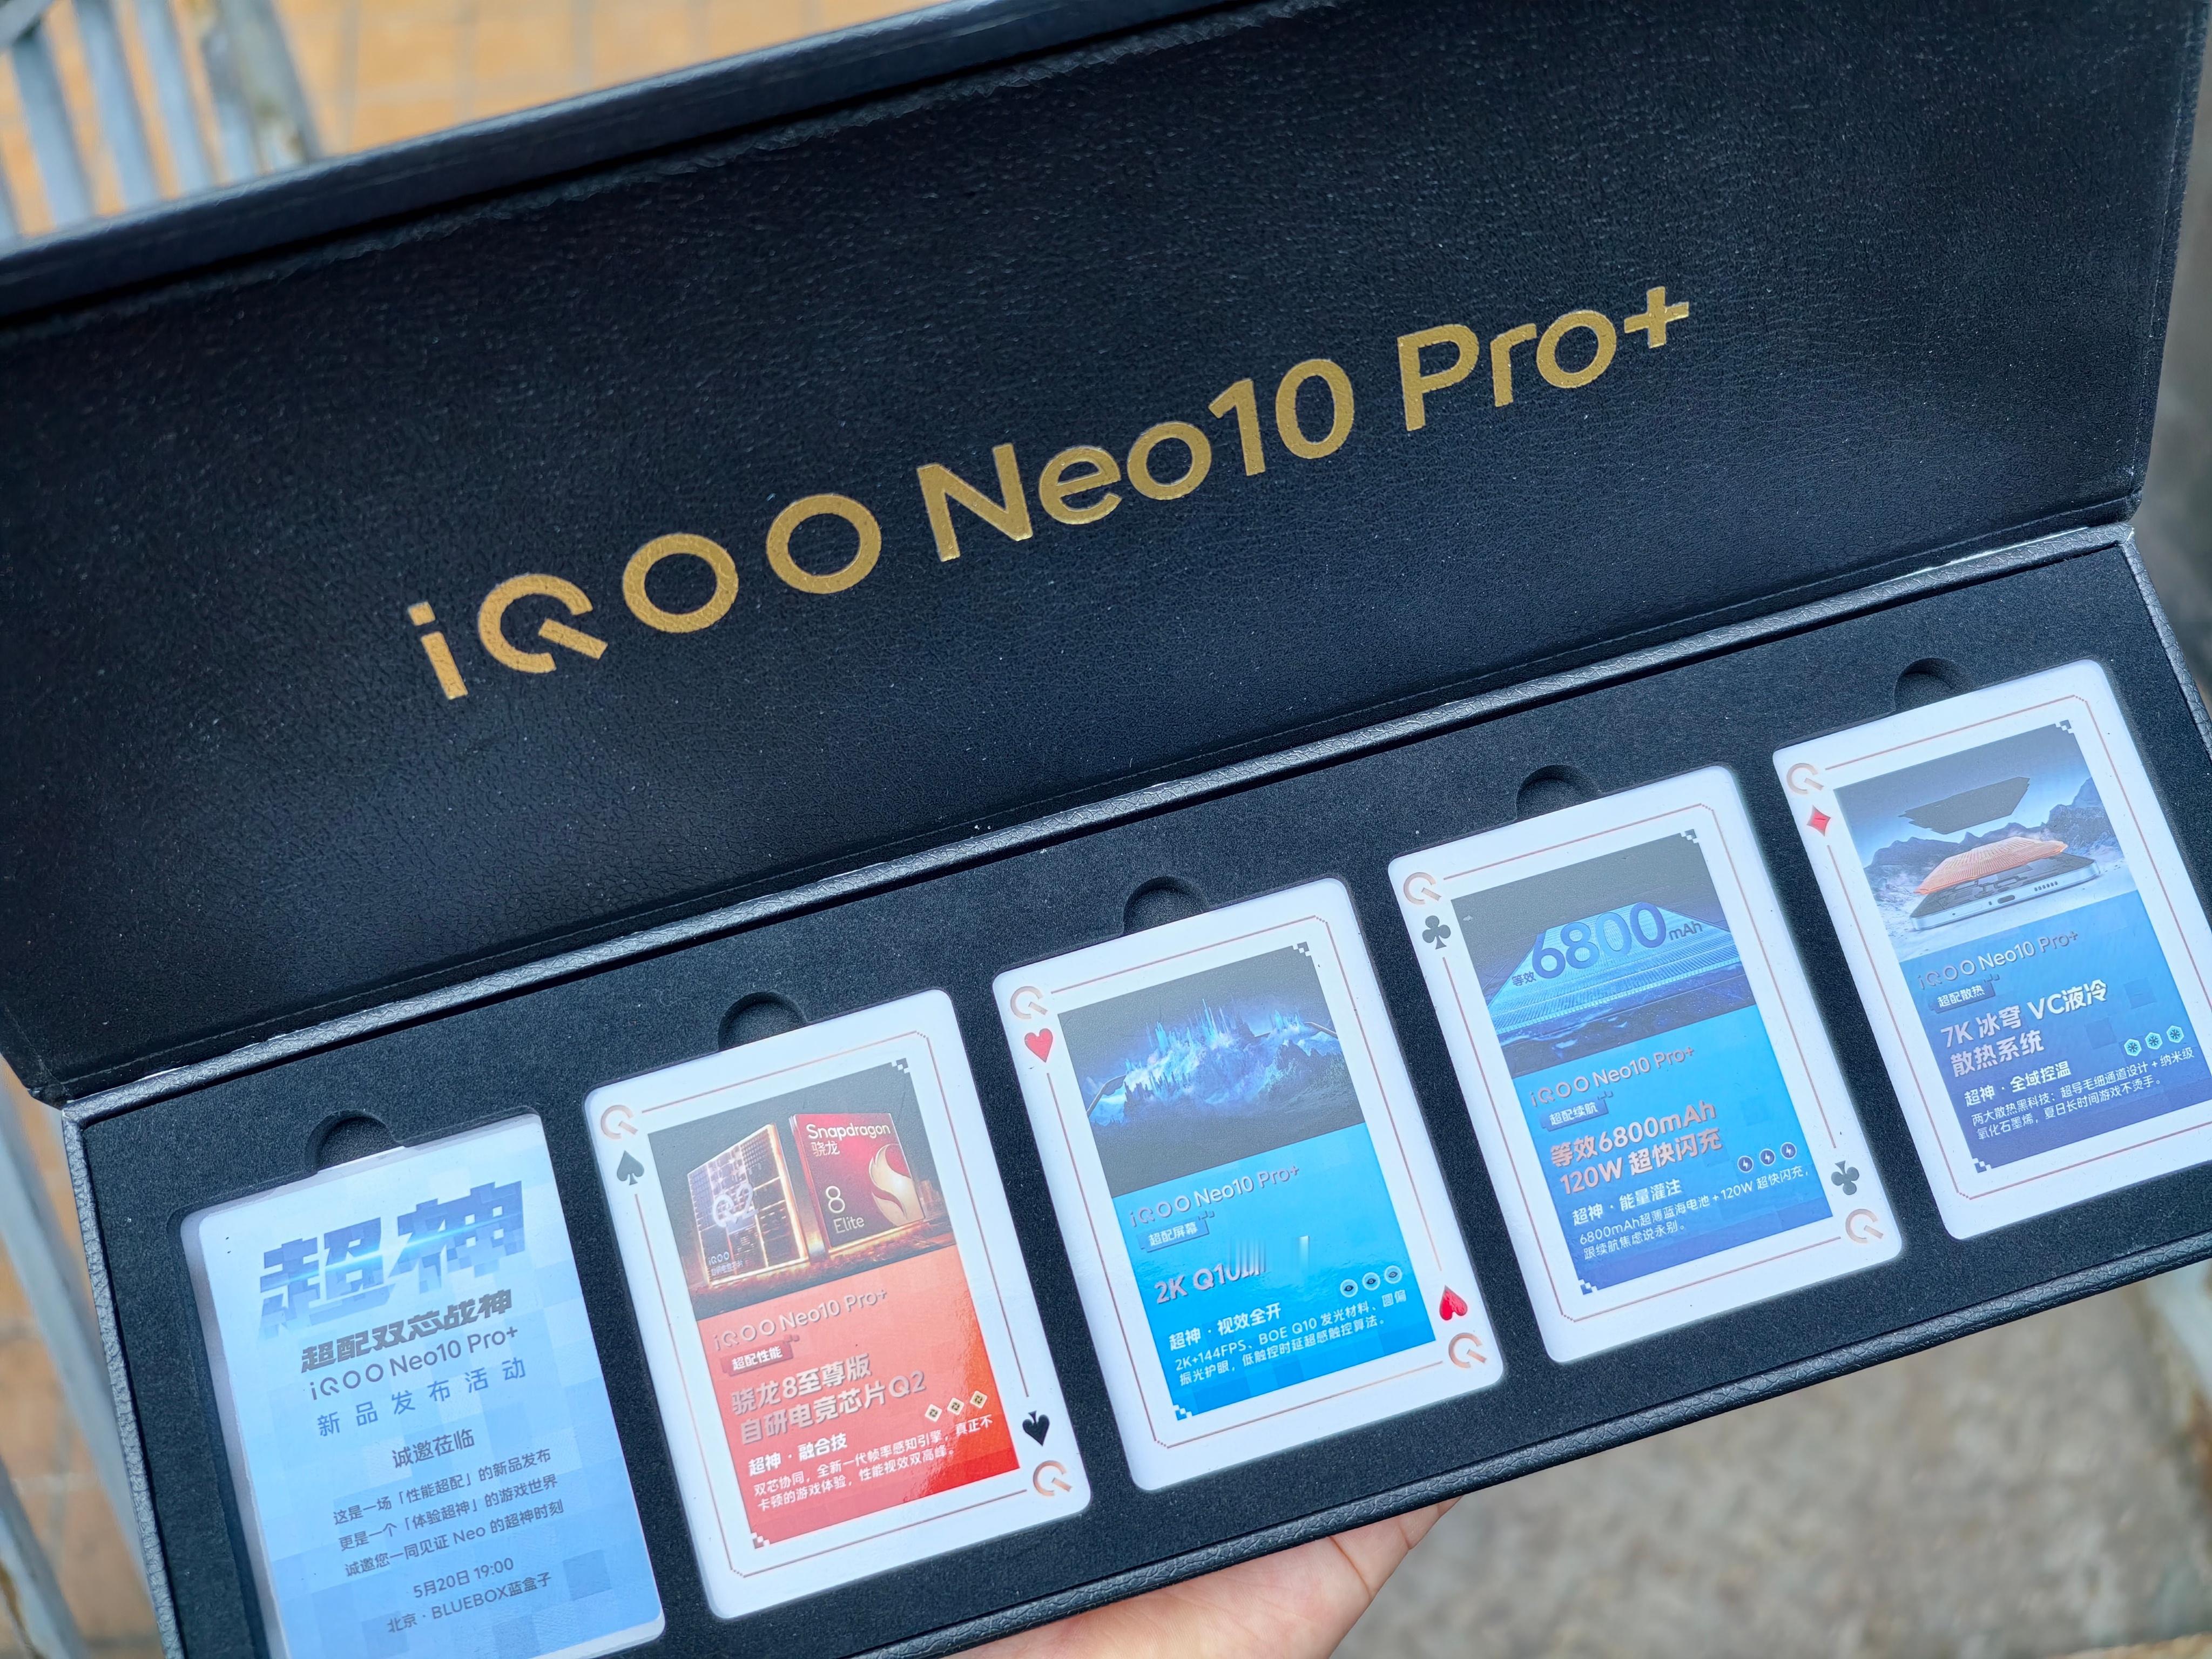 iQOO Neo10 Pro+
超神
超配双芯战神
iQOO Neo10 Pro+
新品发布活动
诚邀莅临
这是一场「性能超配」的新品发布
更是一个「体验超神」的游戏世界
诚邀您一同见证 Neo 的超神时刻
5月20日 19:00
北京·BLUEBOX蓝盒子
Q
Q2
iQOO
Snapdragon
骁龙
8
Elite
iQOO Neo10 Pro+
超配性能
骁龙8至尊版
自研电竞芯片Q2
超神·融合技
双芯协同，全新一代帧率感知引擎，真正不
卡顿的游戏体验，性能视效双高峰。
Q
Q
iQOO Neo10 Pro+
超配屏幕
2K Q10
超神·视效全开
2K+144FPS、BOE Q10 发光材料、圆偏
振光护眼，低触控时延超感触控算法。
Q
Q
等效6800mAh
iQOO Neo10 Pro+
超配续航
等效6800mAh
120W 超快闪充
超神·能量灌注
6800mAh超薄蓝海电池+120W 超快闪充，
跟续航焦虑说永别。
Q
Q
iQOO Neo10 Pro+
超配散热
7K 冰穹 VC液冷
散热系统
超神·全域控温
两大散热黑科技：超导毛细通道设计+纳米级
氧化石墨烯，夏日长时间游戏不烫手。